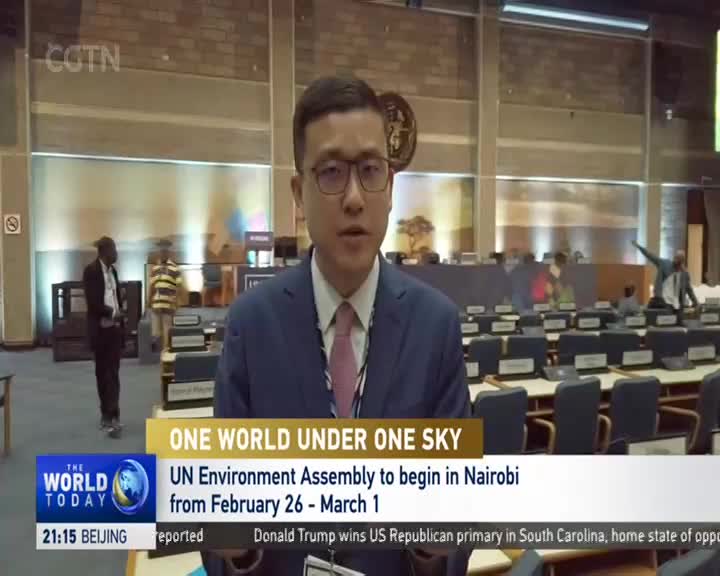 CGTN
ONE WORLD UNDER ONE SKY
UN Environment Assembly to begin in Nairobi
from February 26 - March 1
THE
WORLD
TODAY
21:15 BEIJING
reported Donald Trump wins US Republican primary in South Carolina, home state of oppo